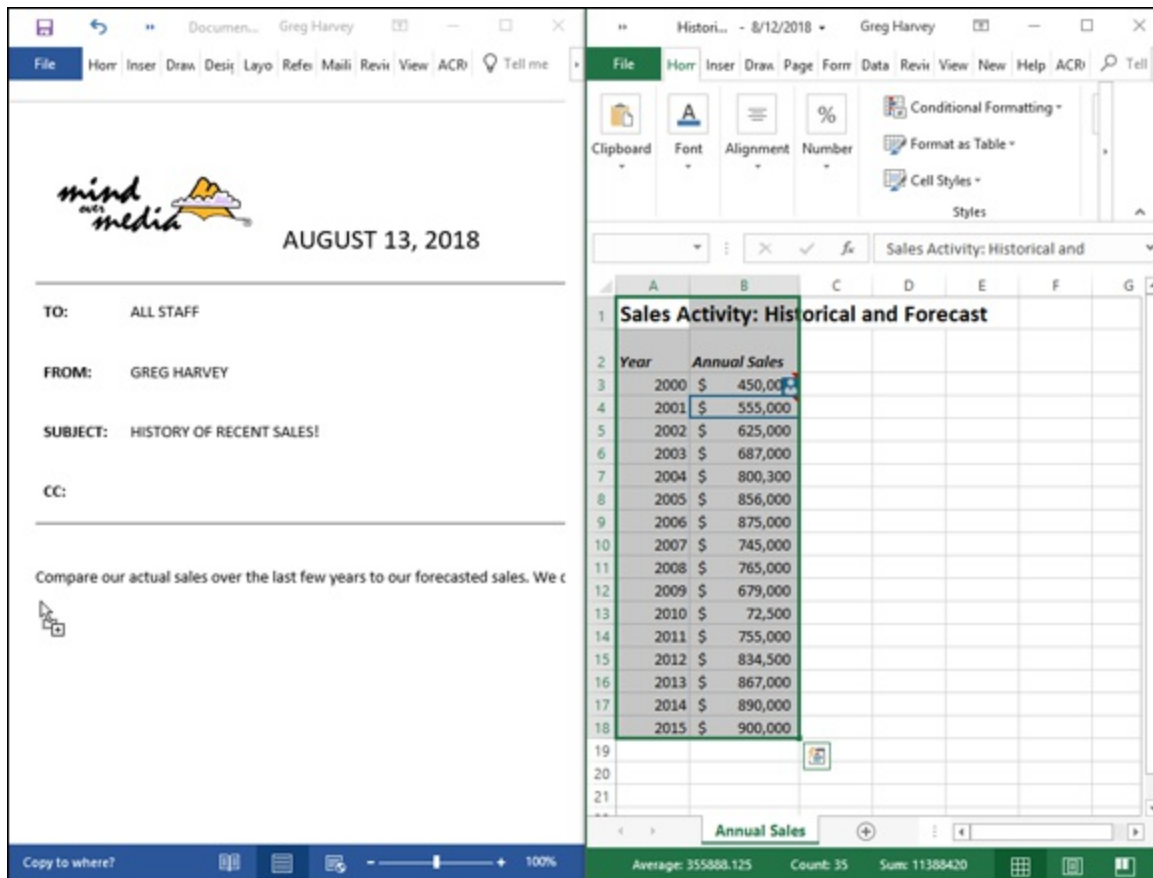 Documen... Greg Harvey
File Horr Inser Draw Desig Layo Refer Maili Revie View ACRI Tell me
mind
over
media
AUGUST 13, 2018
TO: ALL STAFF
FROM: GREG HARVEY
SUBJECT: HISTORY OF RECENT SALES!
CC:
Compare our actual sales over the last few years to our forecasted sales. We c
Copy to where? 100%
Histori... - 8/12/2018 Greg Harvey
File Horr Inser Draw Page Form Data Revie View New Help ACRI Tell
Clipboard Font Alignment Number
Conditional Formatting
Format as Table
Cell Styles
Styles
fx Sales Activity: Historical and
A B C D E F G
1 Sales Activity: Historical and Forecast
2 Year Annual Sales
3 2000 $ 450,00
4 2001 $ 555,000
5 2002 $ 625,000
6 2003 $ 687,000
7 2004 $ 800,300
8 2005 $ 856,000
9 2006 $ 875,000
10 2007 $ 745,000
11 2008 $ 765,000
12 2009 $ 679,000
13 2010 $ 72,500
14 2011 $ 755,000
15 2012 $ 834,500
16 2013 $ 867,000
17 2014 $ 890,000
18 2015 $ 900,000
19
20
21
Annual Sales
Average: 355888.125 Count: 35 Sum: 11388420